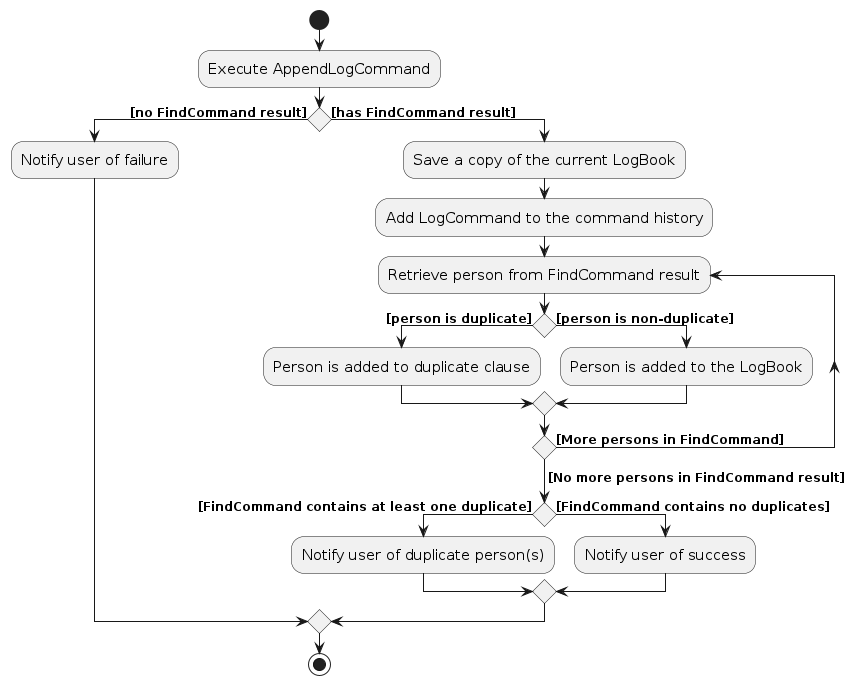 Execute AppendLogCommand
[no FindCommand result]
[has FindCommand result]
Notify user of failure
Save a copy of the current LogBook
Add LogCommand to the command history
Retrieve person from FindCommand result
[person is duplicate]
[person is non-duplicate]
Person is added to duplicate clause
Person is added to the LogBook
[More persons in FindCommand]
[No more persons in FindCommand result]
[FindCommand contains at least one duplicate]
[FindCommand contains no duplicates]
Notify user of duplicate person(s)
Notify user of success